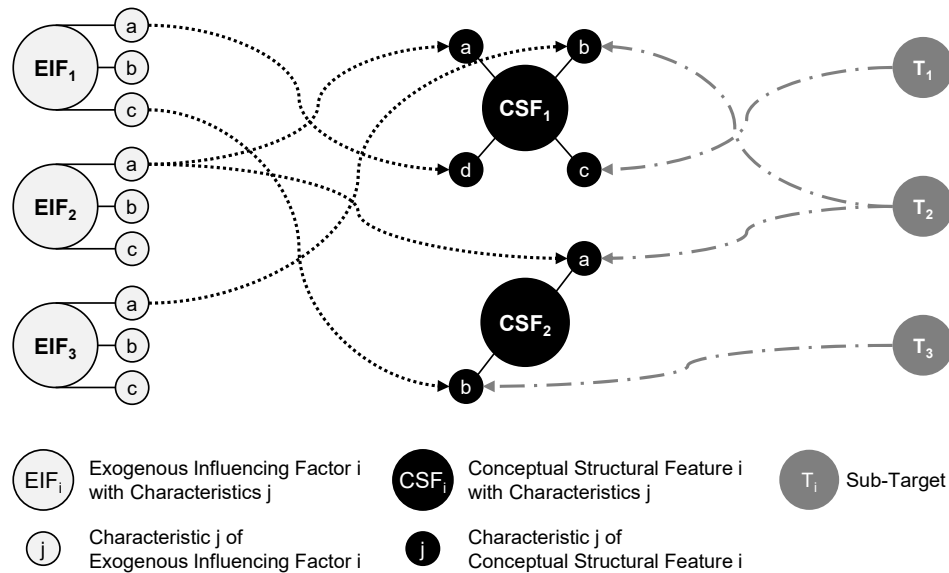 a
EIF1
b
c
a
EIF2
b
c
a
EIF3
b
c
a
b
CSF1
d
c
a
CSF2
b
T1
T2
T3
EIFi
Exogenous Influencing Factor i
with Characteristics j
CSFi
Conceptual Structural Feature i
with Characteristics j
Ti
Sub-Target
j
Characteristic j of
Exogenous Influencing Factor i
j
Characteristic j of
Conceptual Structural Feature i